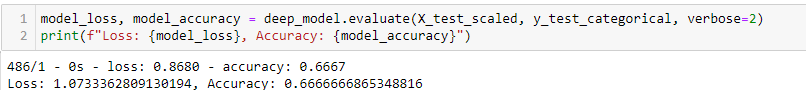 1 model_loss, model_accuracy = deep_model.evaluate(X_test_scaled, y_test_categorical, verbose=2)
2 print(f"Loss: {model_loss}, Accuracy: {model_accuracy}")
486/1 - 0s - loss: 0.8680 - accuracy: 0.6667
Loss: 1.0733362809130194, Accuracy: 0.6666666865348816